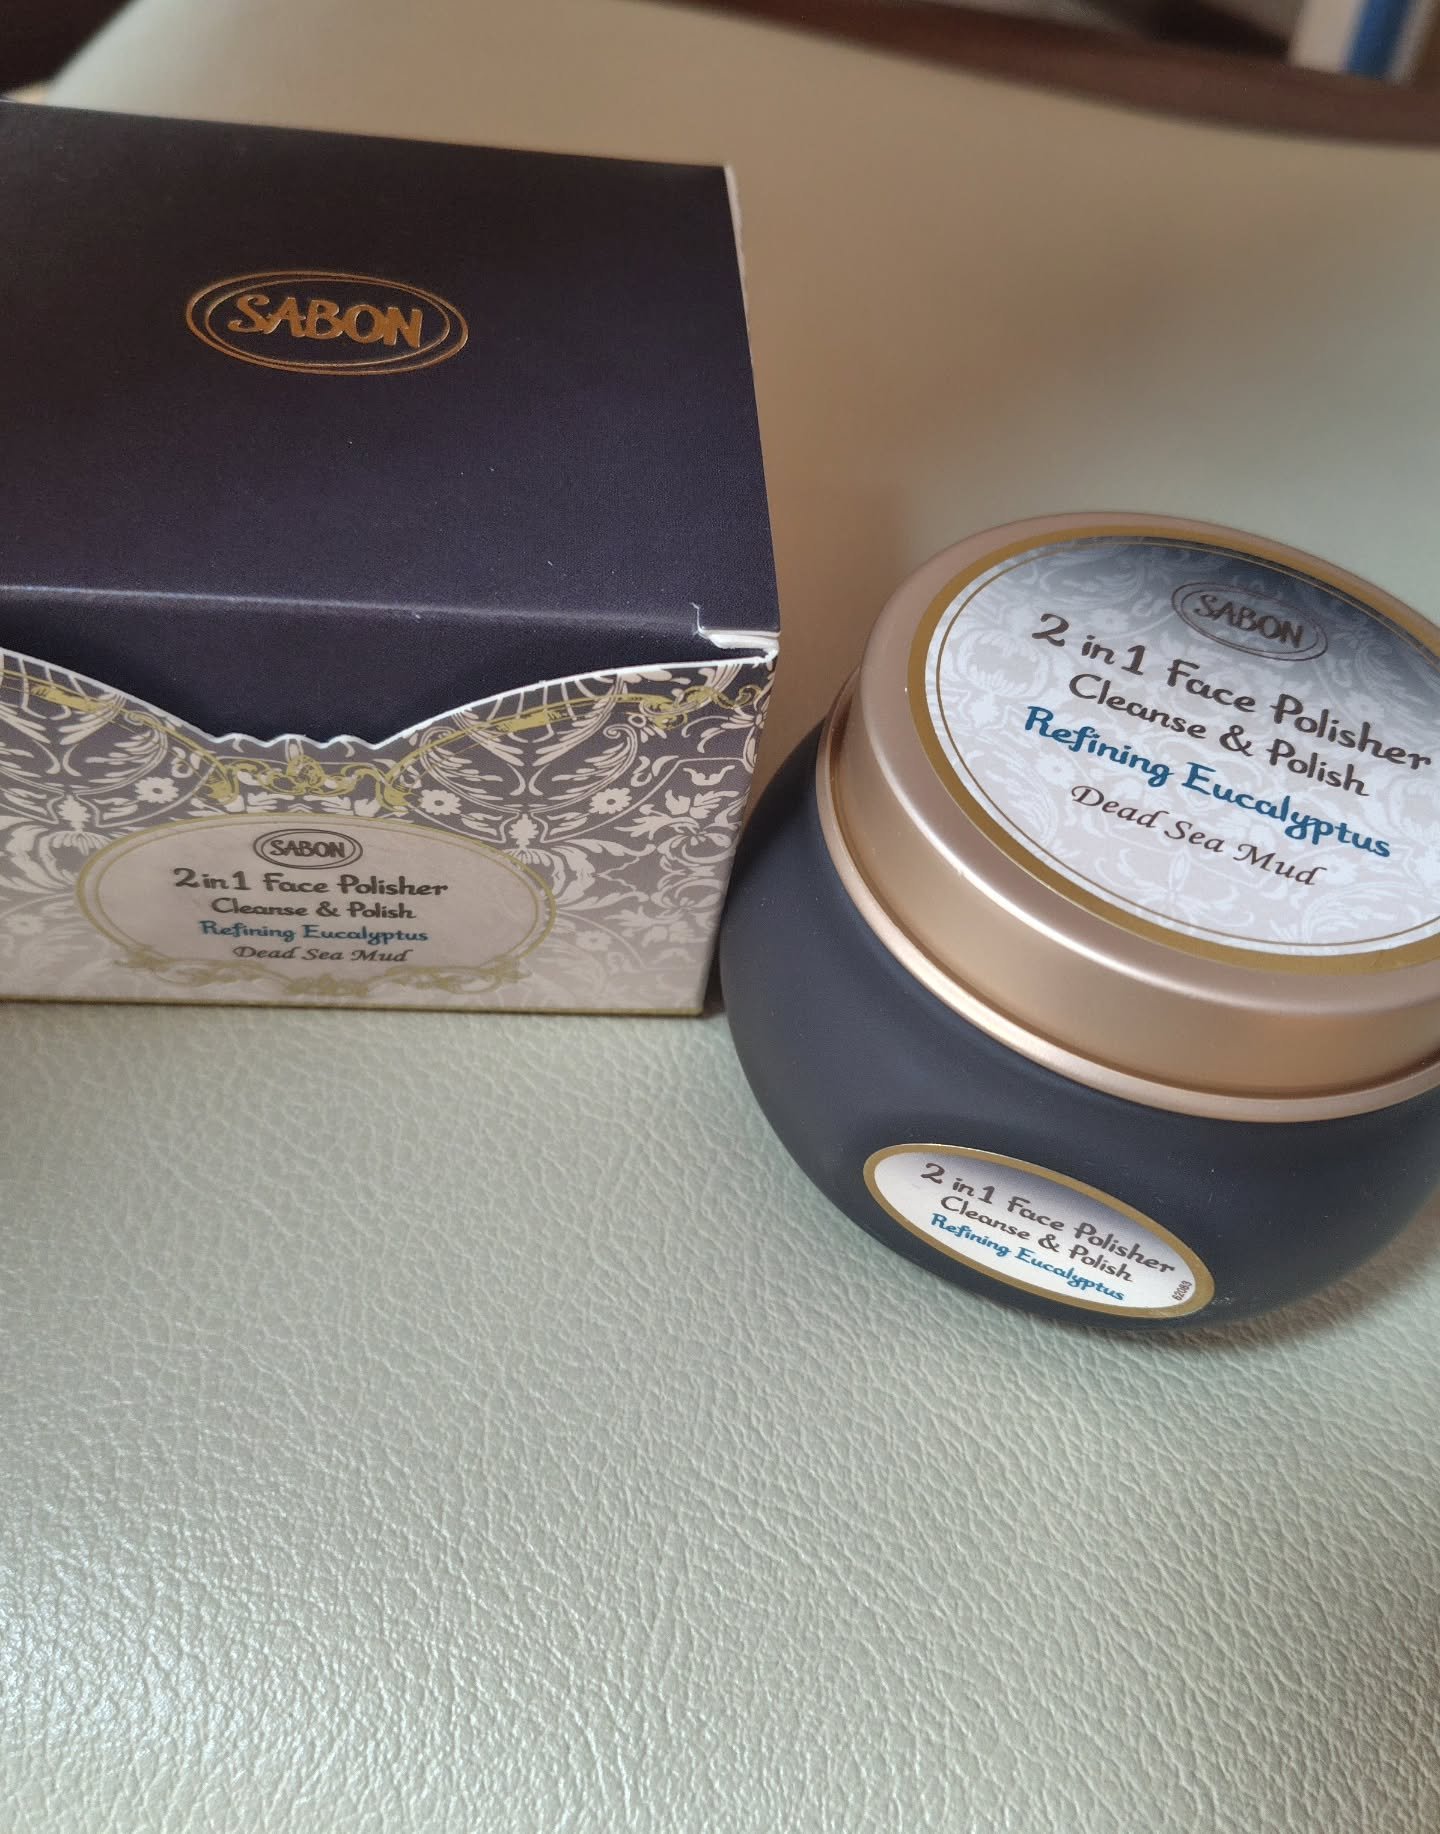 SABON
SABON
2 in 1 Face Polisher
Cleanse & Polish
Refining Eucalyptus
Dead Sea Mud
SABON
2 in 1 Face Polisher
Cleanse & Polish
Refining Eucalyptus
Dead Sea Mud
2 in 1 Face Polisher
Cleanse & Polish
Refining Eucalyptus
62083